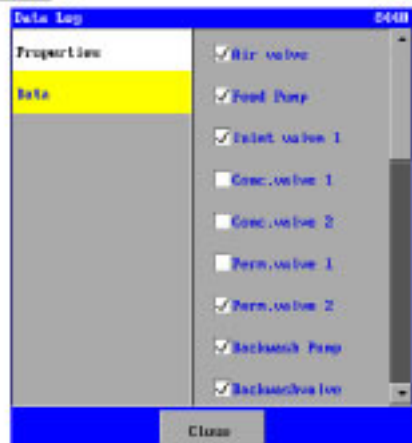 Data Log
Properties
Data
Air valve
Feed Pump
Inlet valve 1
Conc.valve 1
Conc.valve 2
Perm.valve 1
Perm.valve 2
Backwash Pump
Backwashvalve
Close